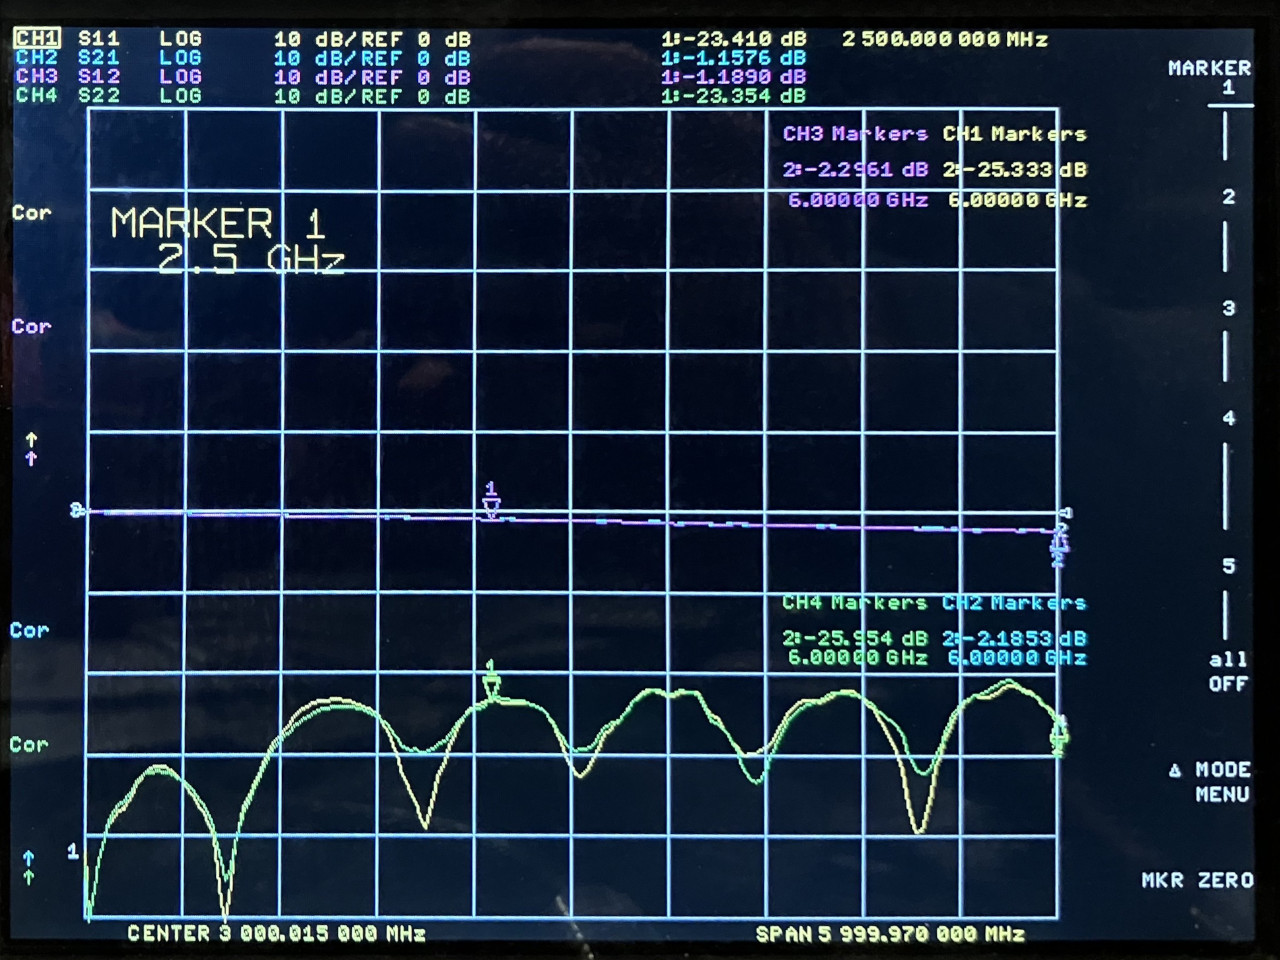 CH1 S11 LOG 10 dB/REF 0 dB 1:-23.410 dB 2 500.000 000 MHz
CH2 S21 LOG 10 dB/REF 0 dB 1:-1.1576 dB
CH3 S12 LOG 10 dB/REF 0 dB 1:-1.1890 dB
CH4 S22 LOG 10 dB/REF 0 dB 1:-23.354 dB
MARKER
1
CH3 Markers CH1 Markers
2:-2.2961 dB 2:-25.333 dB
6.00000 GHz 6.00000 GHz
2
Cor
MARKER 1
2.5 GHz
3
Cor
4
1
5
CH4 Markers CH2 Markers
Cor
2:-25.954 dB 2:-2.1853 dB
6.00000 GHz 6.00000 GHz
all
OFF
1
Cor
Δ MODE
MENU
1
MKR ZERO
CENTER 3 000.015 000 MHz SPAN 5 999.970 000 MHz